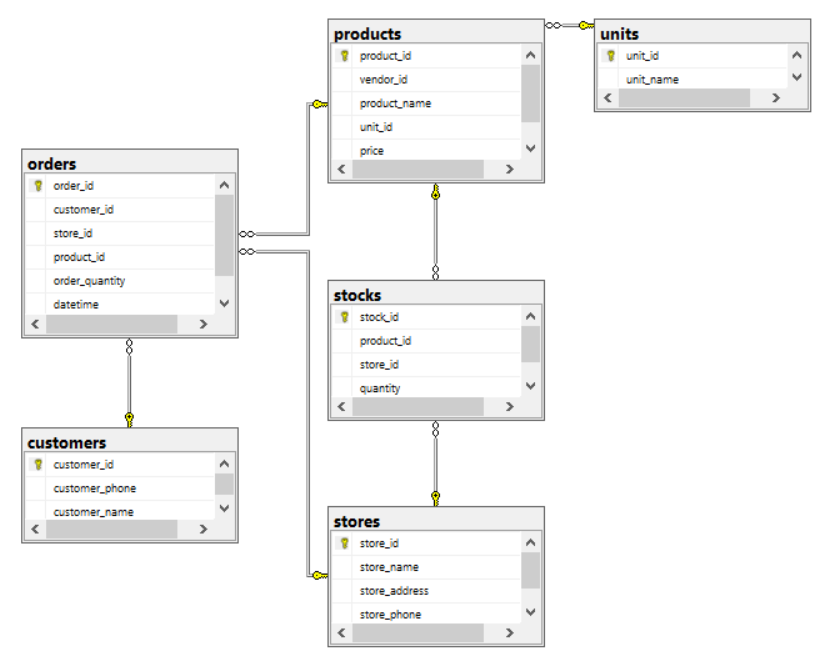 products
product_id
vendor_id
product_name
unit_id
price
units
unit_id
unit_name
orders
order_id
customer_id
store_id
product_id
order_quantity
datetime
stocks
stock_id
product_id
store_id
quantity
customers
customer_id
customer_phone
customer_name
stores
store_id
store_name
store_address
store_phone